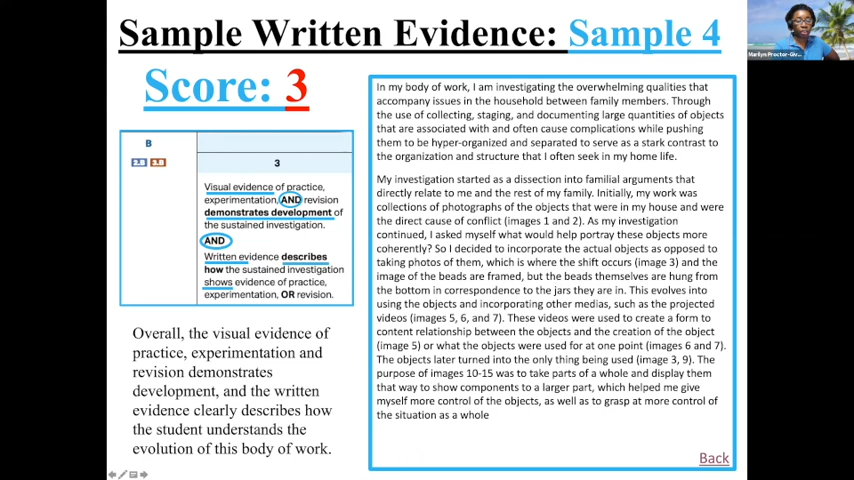 Sample Written Evidence: Sample 4
Score: 3
B
3
Visual evidence of practice,
experimentation, AND revision
demonstrates development of
the sustained investigation.
AND
Written evidence describes
how the sustained investigation
shows evidence of practice,
experimentation, OR revision.
Overall, the visual evidence of
practice, experimentation and
revision demonstrates
development, and the written
evidence clearly describes how
the student understands the
evolution of this body of work.
In my body of work, I am investigating the overwhelming qualities that
accompany issues in the household between family members. Through
the use of collecting, staging, and documenting large quantities of objects
that are associated with and often cause complications while pushing
them to be hyper-organized and separated to serve as a stark contrast to
the organization and structure that I often seek in my home life.
My investigation started as a dissection into familial arguments that
directly relate to me and the rest of my family. Initially, my work was
collections of photographs of the objects that were in my house and were
the direct cause of conflict (images 1 and 2). As my investigation
continued, I asked myself what would help portray these objects more
coherently? So I decided to incorporate the actual objects as opposed to
taking photos of them, which is where the shift occurs (image 3) and the
image of the beads are framed, but the beads themselves are hung from
the bottom in correspondence to the jars they are in. This evolves into
using the objects and incorporating other medias, such as the projected
videos (images 5, 6, and 7). These videos were used to create a form to
content relationship between the objects and the creation of the object
(image 5) or what the objects were used for at one point (images 6 and 7).
The objects later turned into the only thing being used (image 3, 9). The
purpose of images 10-15 was to take parts of a whole and display them
that way to show components to a larger part, which helped me give
myself more control of the objects, as well as to grasp at more control of
the situation as a whole
Back